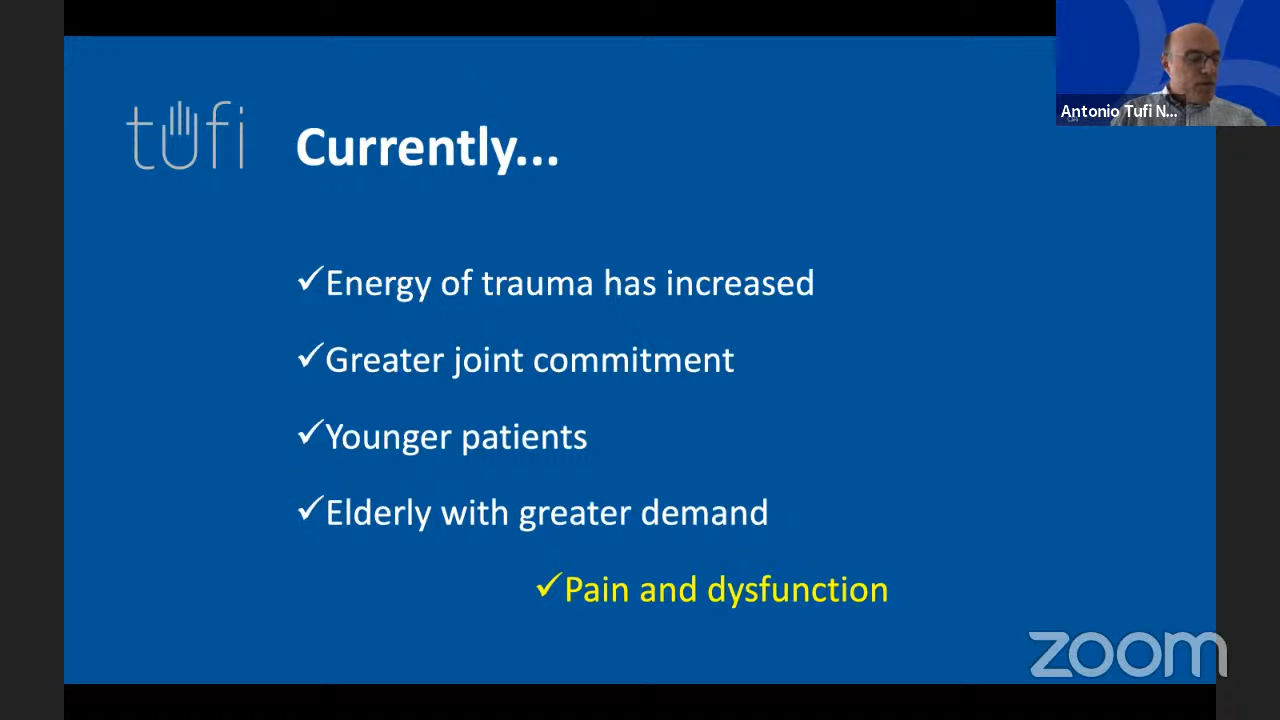 Antonio Tufi N...
tufi
Currently...
✓Energy of trauma has increased
✓Greater joint commitment
✓Younger patients
✓Elderly with greater demand
✓Pain and dysfunction
zoom